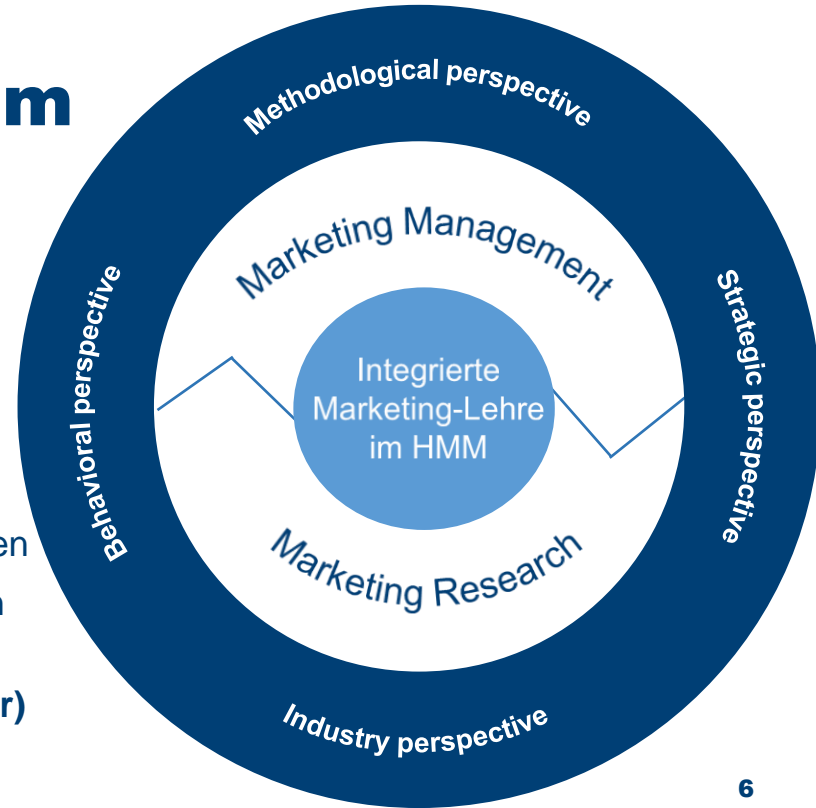 m
Methodological perspective
Marketing Management
Behavioral perspective
Strategic perspective
Integrierte
Marketing-Lehre
im HMM
en
n
Marketing Research
r)
Industry perspective
6